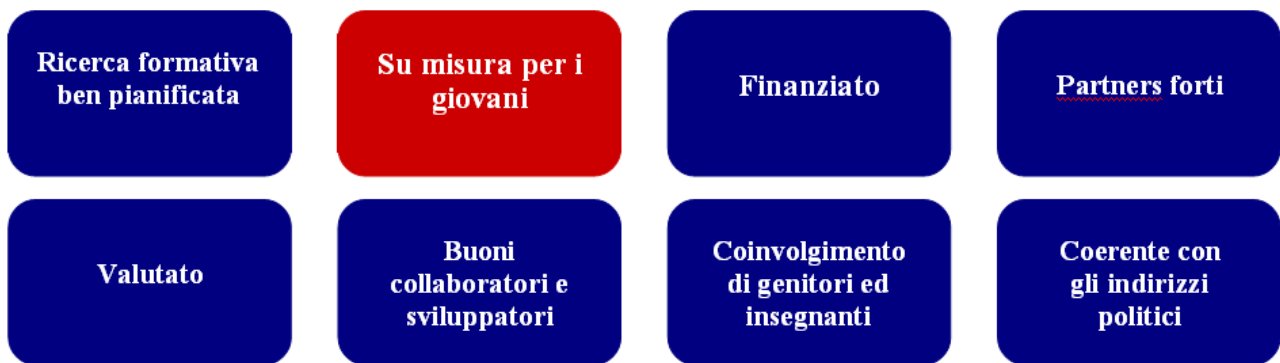 Ricerca formativa
ben pianificata
Su misura per i
giovani
Finanziato
Partners forti
Valutato
Buoni
collaboratori e
sviluppatori
Coinvolgimento
di genitori ed
insegnanti
Coerente con
gli indirizzi
politici